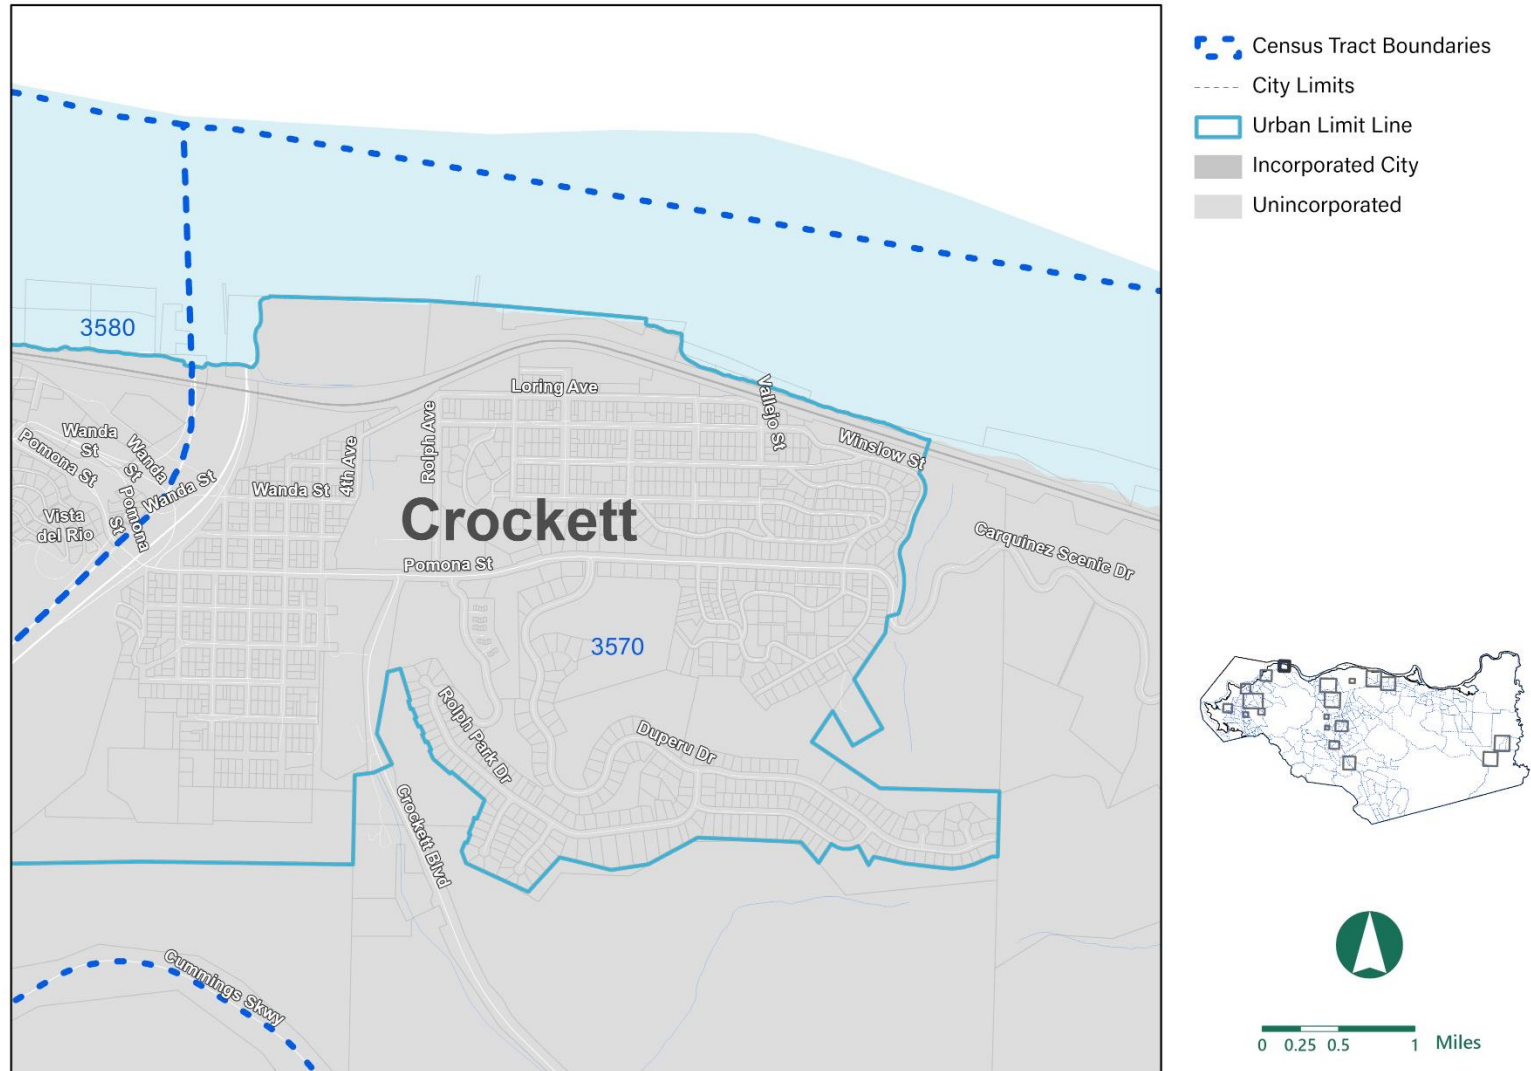 Census Tract Boundaries
City Limits
Urban Limit Line
Incorporated City
Unincorporated
3580
Loring Ave
Vallejo St
Rolph Ave
Winslow St
Wanda
St
Pomona St
Wanda
St
4th Ave
Wanda St
Wanda St
Pomona
St
Vista
del Rio
Crockett
Carquinez Scenic Dr
Pomona St
3570
Rolph Park Dr
Duperu Dr
Crockett Blvd
Cummings Skwy
0 0.25 0.5 1 Miles